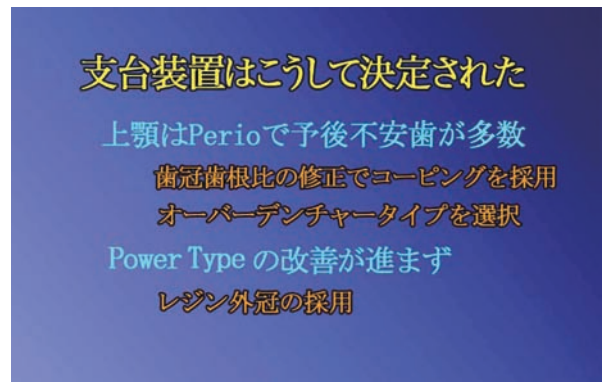 支台装置はこうして決定された
上顎はPerioで予後不安歯が多数
歯冠歯根比の修正でコーピングを採用
オーバーデンチャータイプを選択
Power Type の改善が進まず
レジン外冠の採用